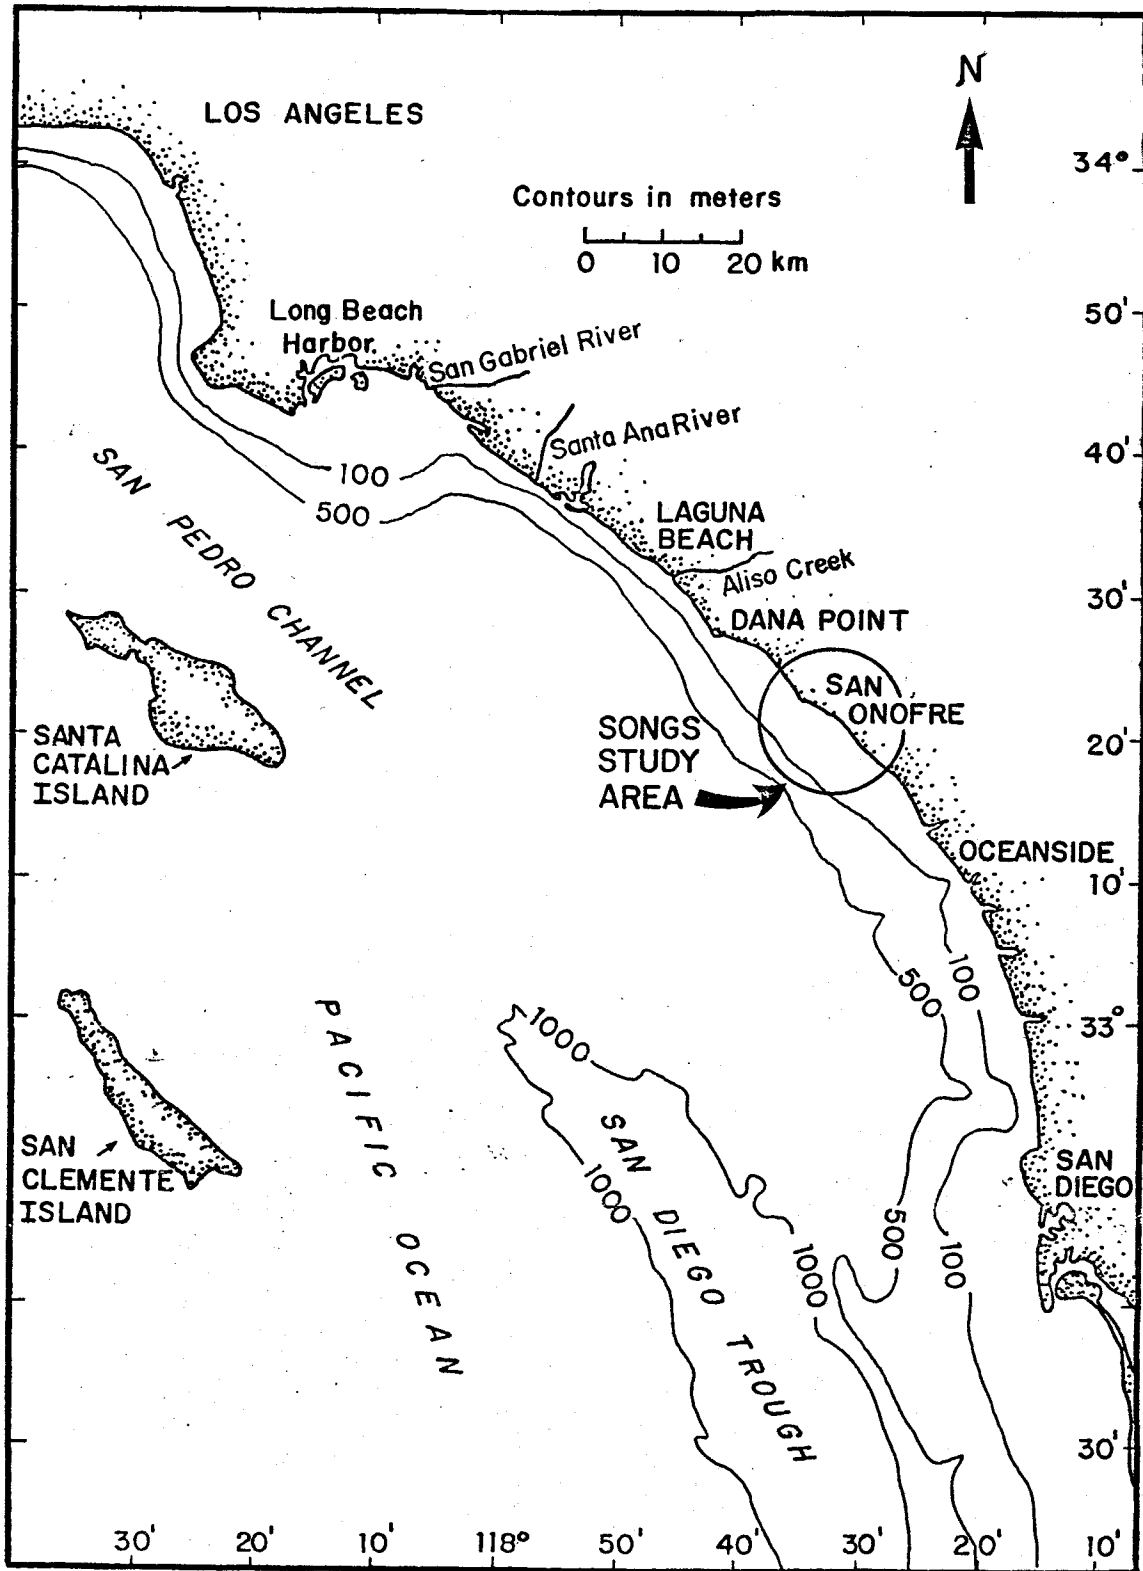 LOS ANGELES
N
34°
Contours in meters
0 10 20 km
Long Beach
Harbor
San Gabriel River
50'
Santa Ana River
40'
SAN PEDRO CHANNEL
100
500
LAGUNA
BEACH
Aliso Creek
30'
DANA POINT
SAN
ONOFRE
SONGS
STUDY
AREA
20'
SANTA
CATALINA
ISLAND
OCEANSIDE
10'
500
100
33°
PACIFIC OCEAN
1000
SAN DIEGO TROUGH
1000
1000
500
100
SAN
CLEMENTE
ISLAND
SAN
DIEGO
30'
30' 20' 10' 118° 50' 40' 30' 20' 10'